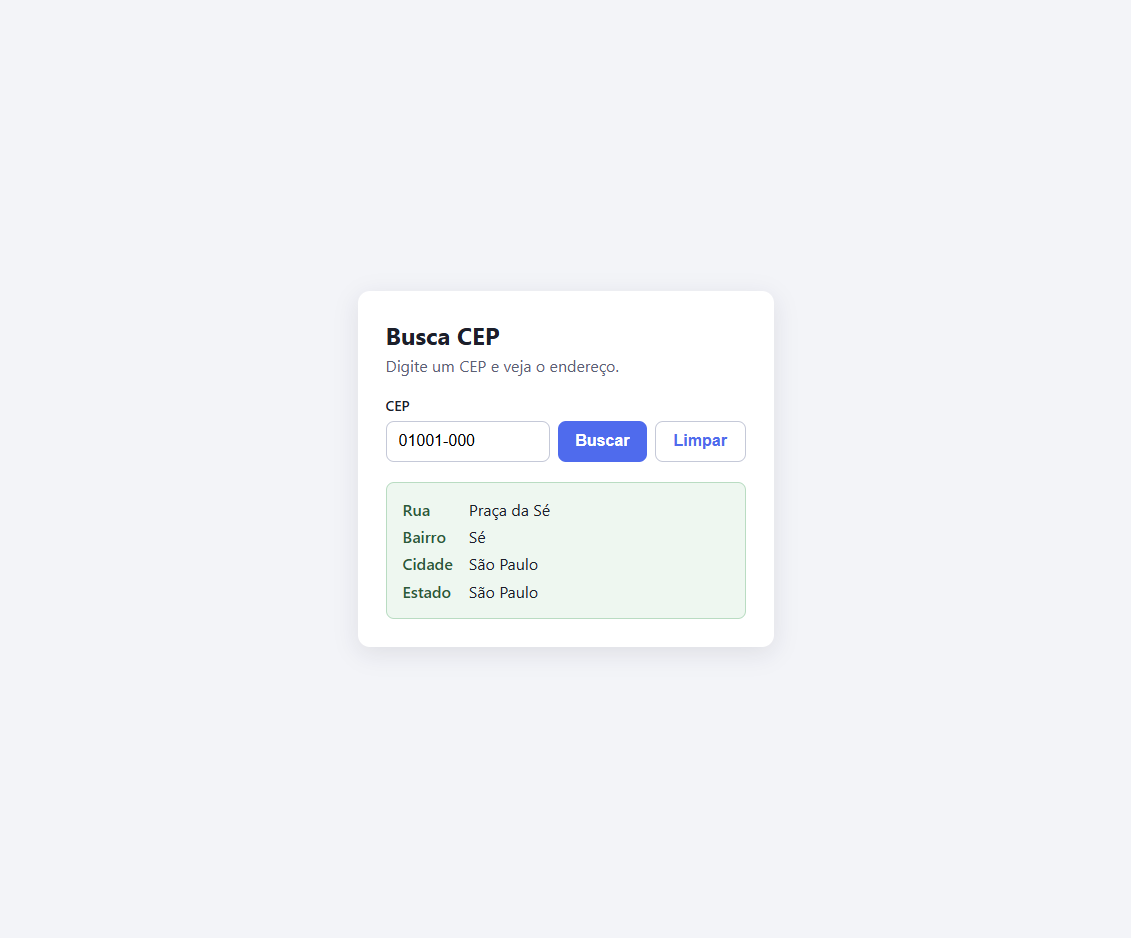 Busca CEP
Digite um CEP e veja o endereço.
CEP
01001-000 Buscar Limpar
Rua Praça da Sé
Bairro Sé
Cidade São Paulo
Estado São Paulo